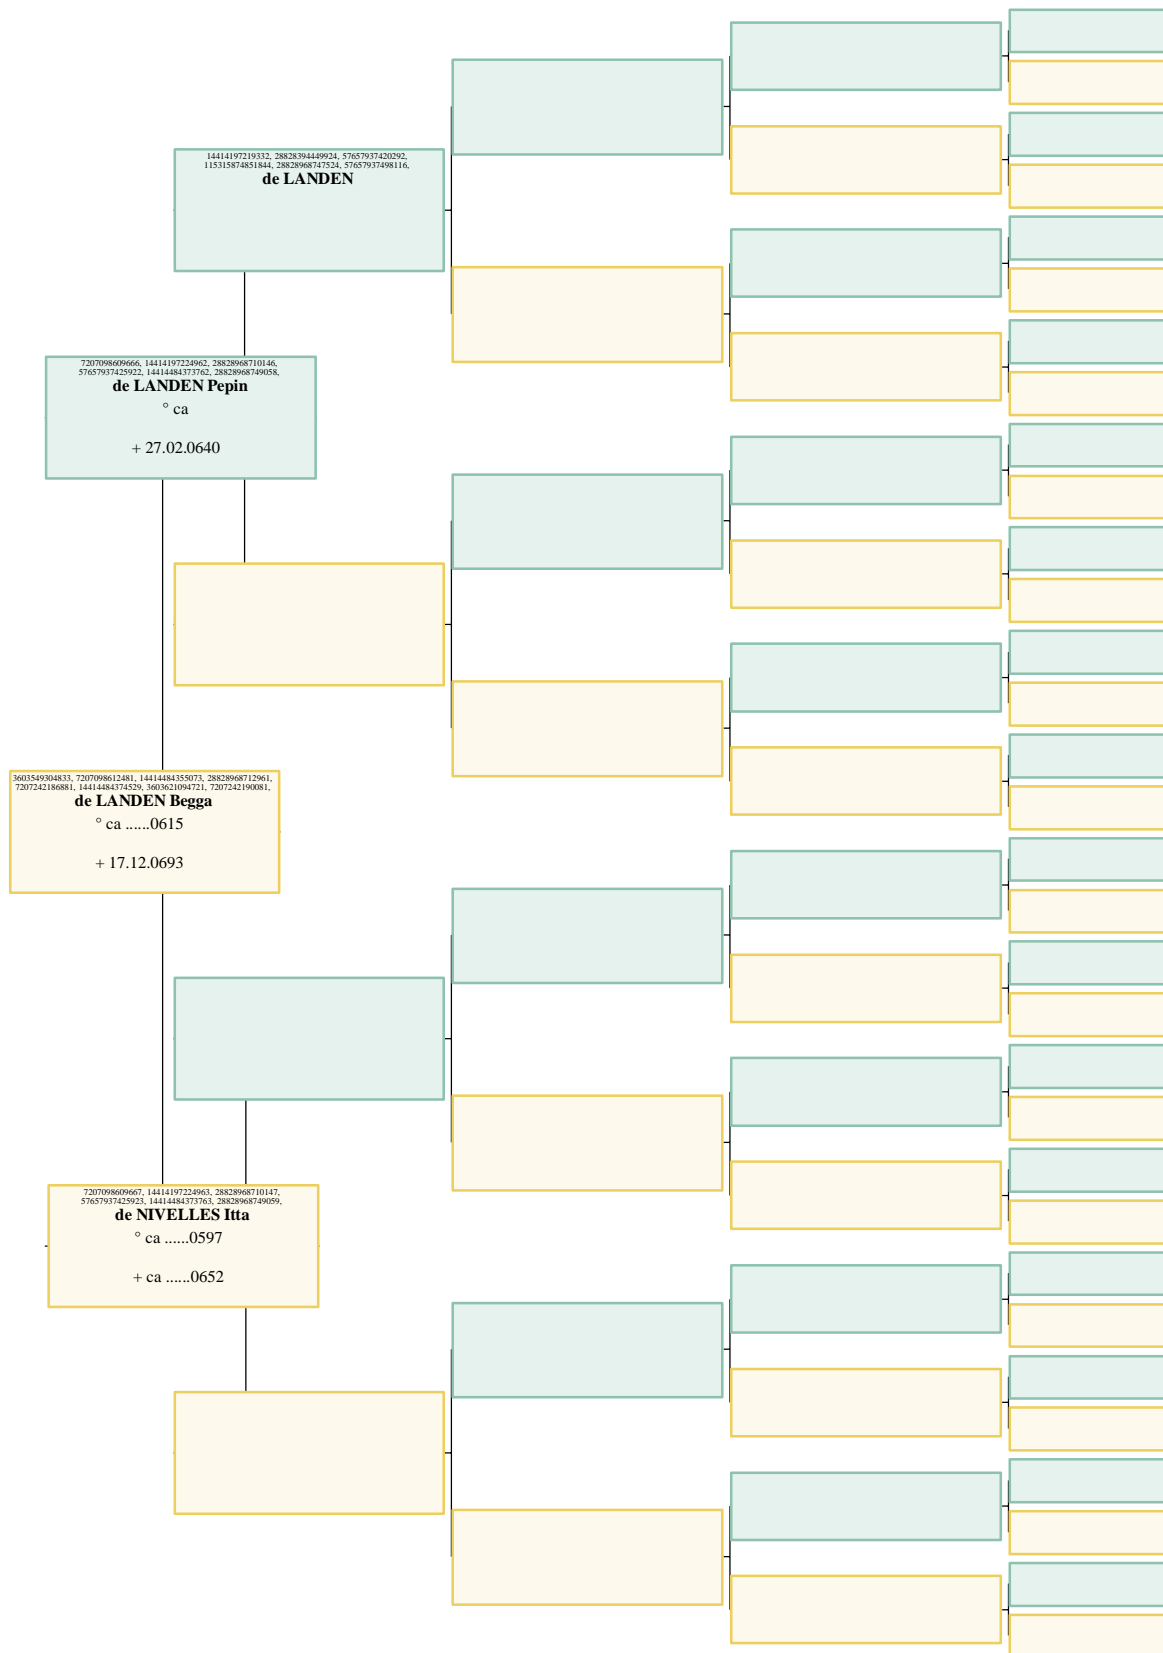 14414197219332, 28828394449924, 57657937420292,
115315874851844, 28828968747524, 57657937498116,
de LANDEN
7207098609666, 14414197224962, 28828968710146,
57657937425922, 14414484373762, 28828968749058,
de LANDEN Pepin
° ca
+ 27.02.0640
3603549304833, 7207098612481, 14414484355073, 28828968712961,
7207242186881, 14414484374529, 3603621094721, 7207242190081,
de LANDEN Begga
° ca ......0615
+ 17.12.0693
7207098609667, 14414197224963, 28828968710147,
57657937425923, 14414484373763, 28828968749059,
de NIVELLES Itta
° ca ......0597
+ ca ......0652